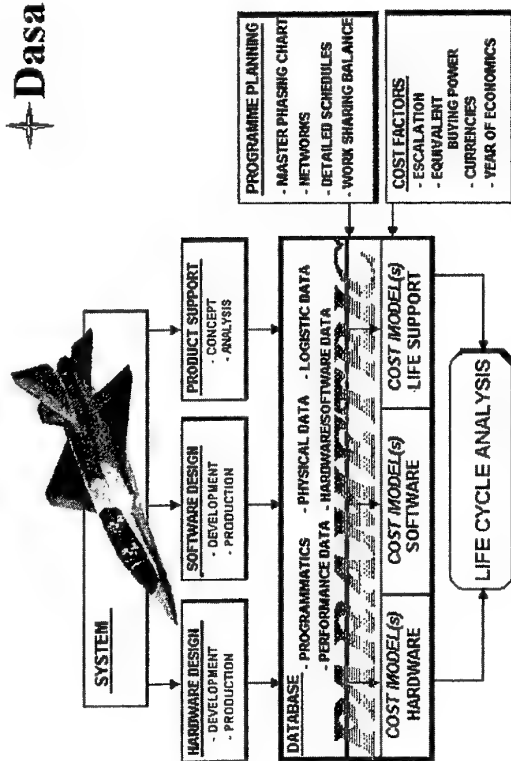 Dasa
SYSTEM
HARDWARE DESIGN
- DEVELOPMENT
- PRODUCTION
SOFTWARE DESIGN
- DEVELOPMENT
- PRODUCTION
PRODUCT SUPPORT
- CONCEPT
- ANALYSIS
PROGRAMME PLANNING
- MASTER PHASING CHART
- NETWORKS
- DETAILED SCHEDULES
- WORK SHARING BALANCE
DATABASE
- PROGRAMMATICS - PHYSICAL DATA - LOGISTIC DATA
- PERFORMANCE DATA - HARDWARE/SOFTWARE DATA
COST FACTORS
- ESCALATION
- EQUIVALENT
BUYING POWER
- CURRENCIES
- YEAR OF ECONOMICS
COST MODEL(s)
HARDWARE
COST MODEL(s)
SOFTWARE
COST MODEL(s)
LIFE SUPPORT
LIFE CYCLE ANALYSIS